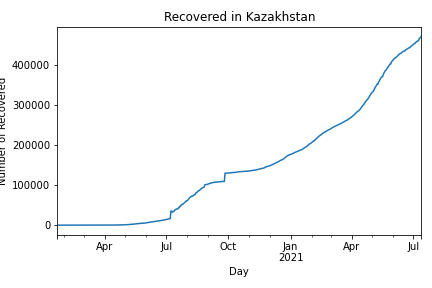 Recovered in Kazakhstan
Number of Recovered
400000
300000
200000
100000
0
Apr
Jul
Oct
Jan
2021
Apr
Jul
Day